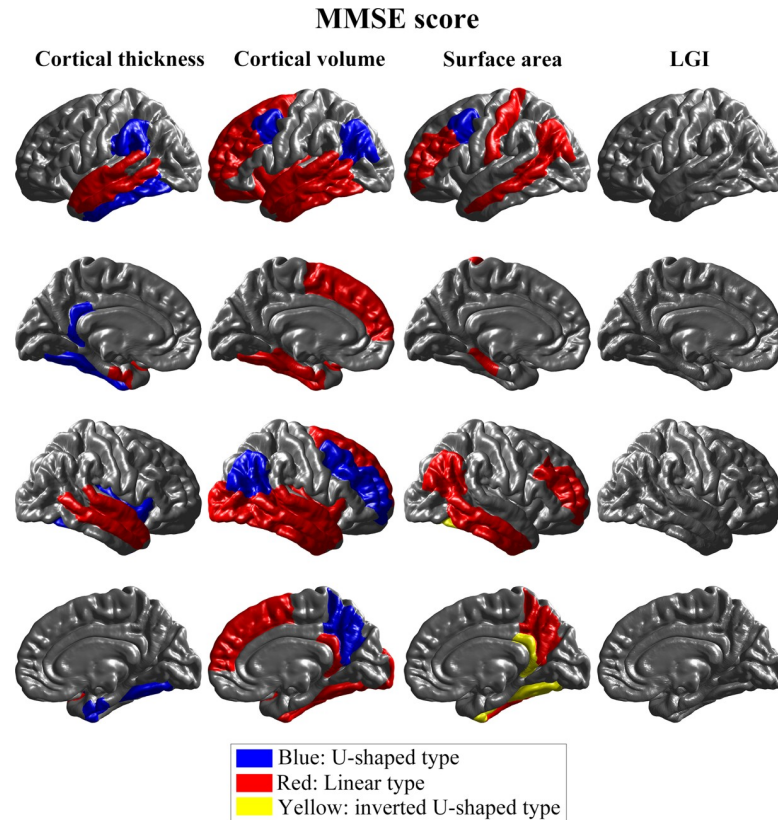 MMSE score
Cortical thickness Cortical volume Surface area LGI
Blue: U-shaped type
Red: Linear type
Yellow: inverted U-shaped type